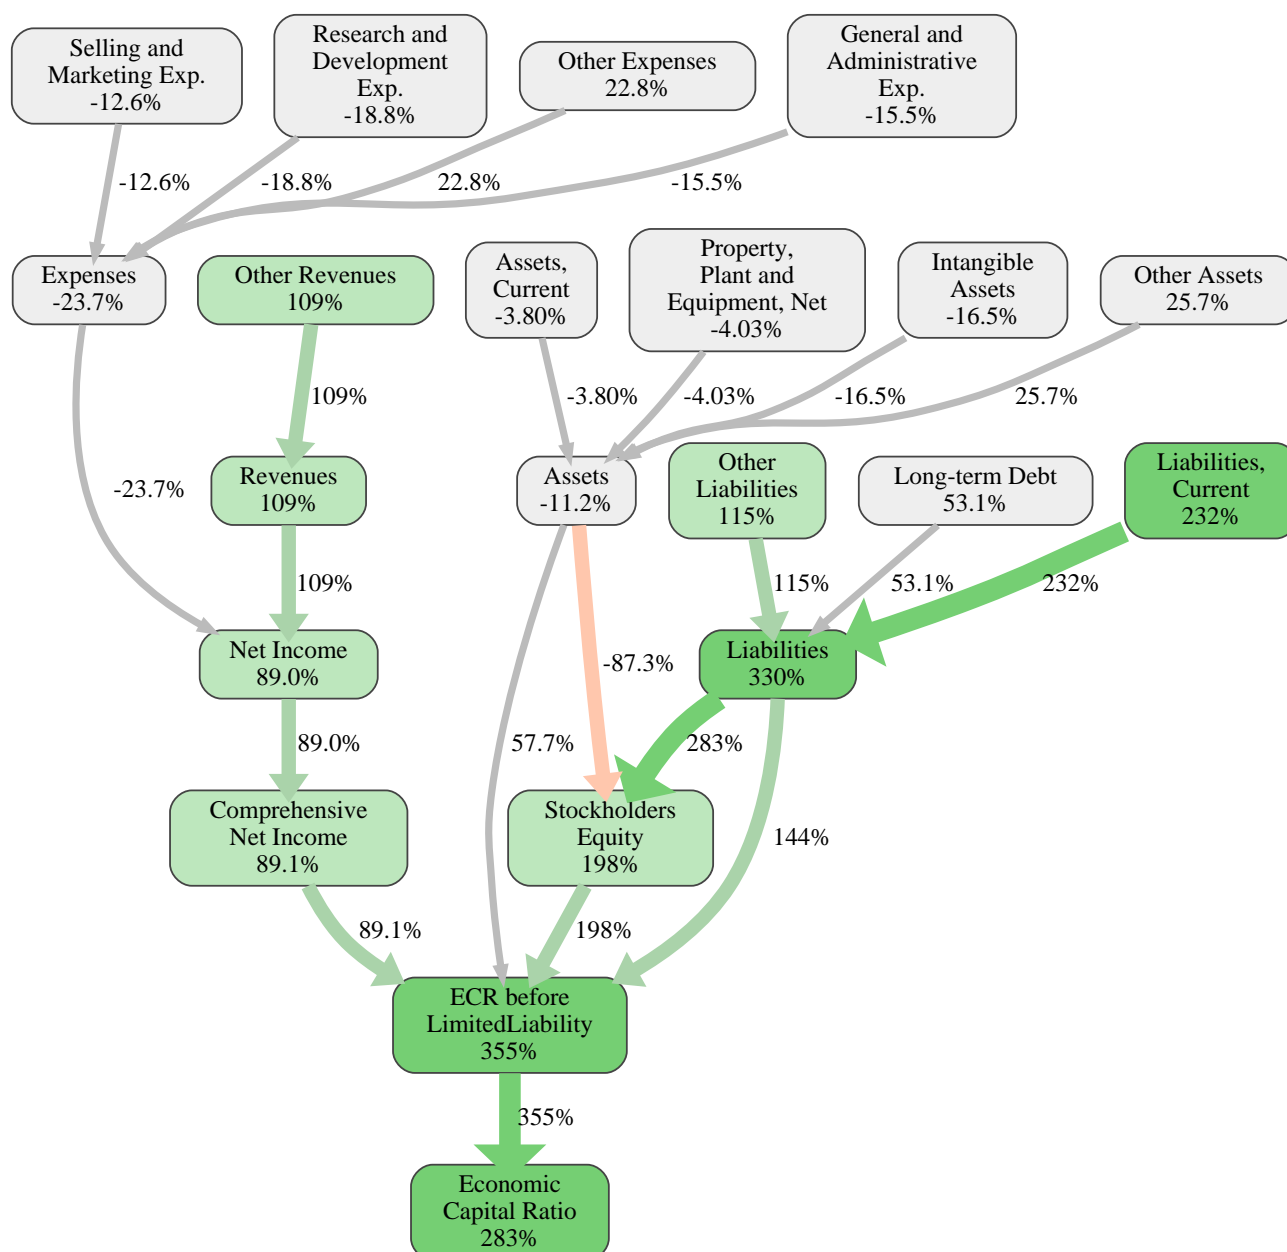 Selling and
Marketing Exp.
-12.6%
Research and
Development
Exp.
-18.8%
Other Expenses
22.8%
General and
Administrative
Exp.
-15.5%
-12.6%
-18.8%
22.8%
-15.5%
Expenses
-23.7%
Other Revenues
109%
Assets,
Current
-3.80%
Property,
Plant and
Equipment, Net
-4.03%
Intangible
Assets
-16.5%
Other Assets
25.7%
109%
-3.80%
-4.03%
-16.5%
25.7%
-23.7%
Revenues
109%
Assets
-11.2%
Other
Liabilities
115%
Long-term Debt
53.1%
Liabilities,
Current
232%
109%
115%
53.1%
232%
Net Income
89.0%
-87.3%
Liabilities
330%
89.0%
57.7%
283%
Comprehensive
Net Income
89.1%
Stockholders
Equity
198%
144%
89.1%
198%
ECR before
LimitedLiability
355%
355%
Economic
Capital Ratio
283%